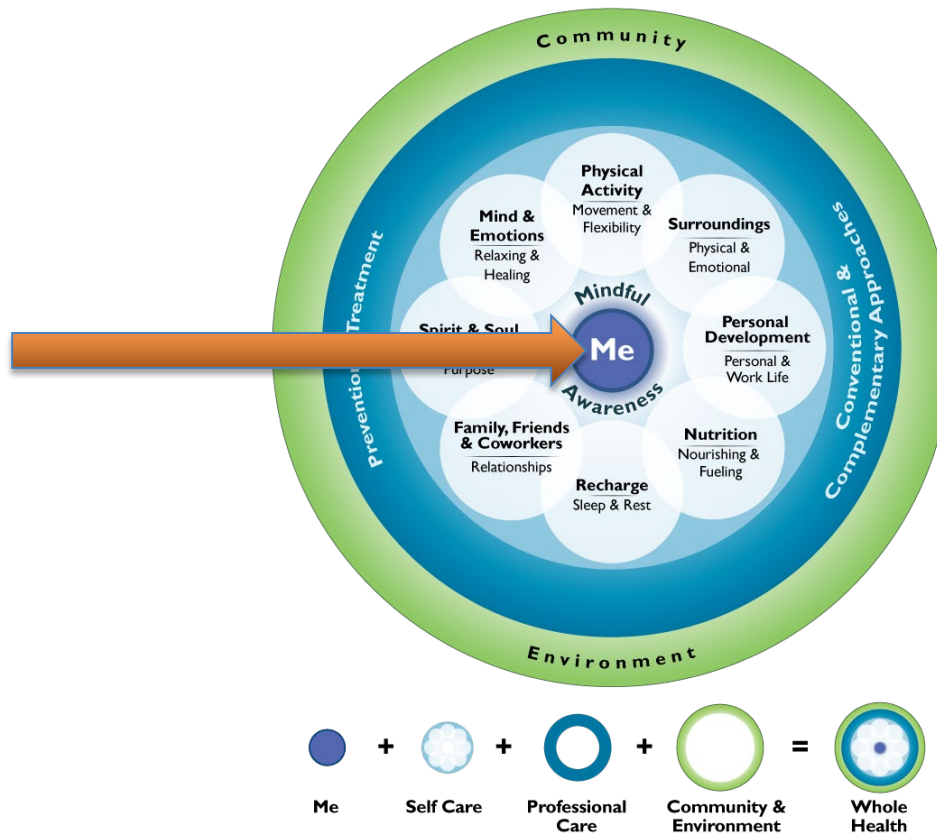 Community
Physical
Activity
Movement &
Flexibility
Mind &
Emotions
Relaxing &
Healing
Surroundings
Physical &
Emotional
Prevention
Treatment
Conventional &
Complementary Approaches
Mindful
Me
Awareness
Spirit & Soul
Purpose
Personal
Development
Personal &
Work Life
Family, Friends
& Coworkers
Relationships
Nutrition
Nourishing &
Fueling
Recharge
Sleep & Rest
Environment
+ + + =
Me
Self Care
Professional
Care
Community &
Environment
Whole
Health